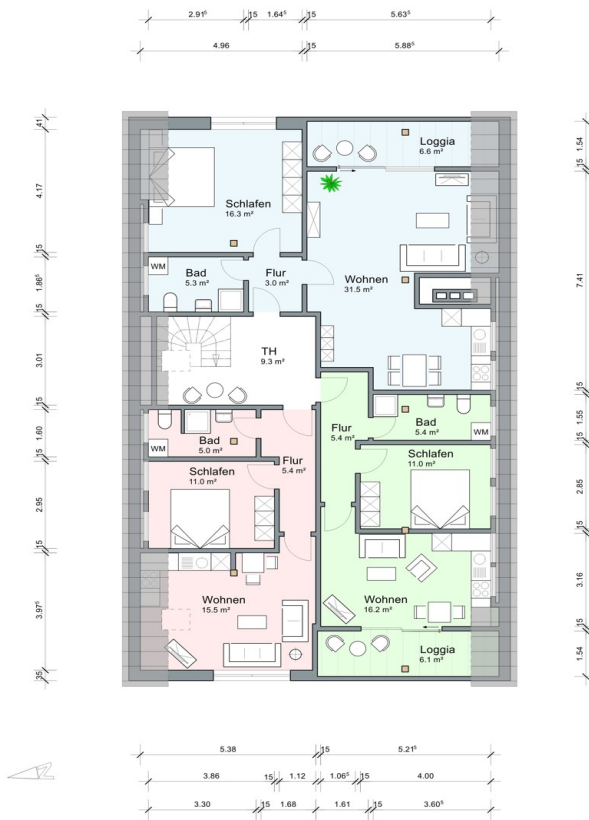 2.91⁵ 15 1.64⁵ 15 5.63⁵
4.96 15 5.88⁵
41
4.17
15
1.86⁵
15
3.01
15
1.60
15
2.95
15
3.97⁵
35
Loggia
6.6 m²
Schlafen
16.3 m²
WM
Bad
5.3 m²
Flur
3.0 m²
Wohnen
31.5 m²
TH
9.3 m²
Bad
5.0 m²
WM
Flur
5.4 m²
Flur
5.4 m²
Bad
5.4 m²
WM
Schlafen
11.0 m²
Schlafen
11.0 m²
Wohnen
15.5 m²
Wohnen
16.2 m²
Loggia
6.1 m²
1.54
15
7.41
15
1.55
15
2.85
15
3.16
15
1.54
5.38 15 5.21⁵
3.86 15 1.12 1.06⁵ 15 4.00
3.30 15 1.68 1.61 15 3.60⁵